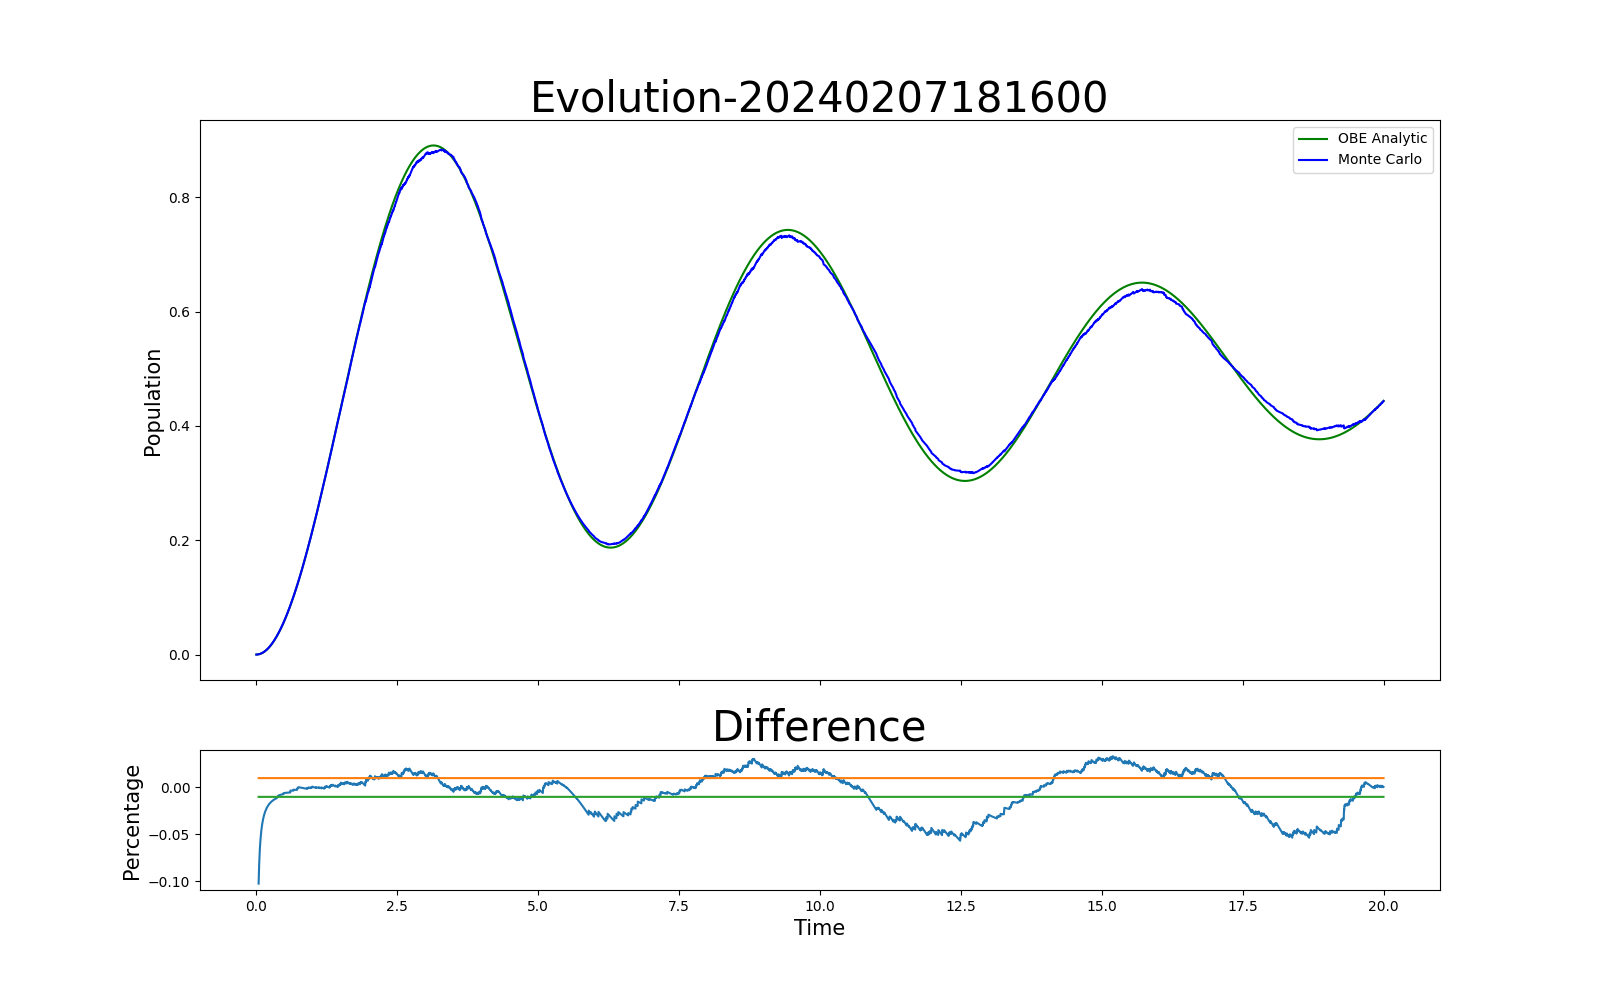 Evolution-20240207181600
OBE Analytic
Monte Carlo
0.8
0.6
0.4
0.2
0.0
Population
Difference
0.00
−0.05
−0.10
Percentage
0.0 2.5 5.0 7.5 10.0 12.5 15.0 17.5 20.0
Time